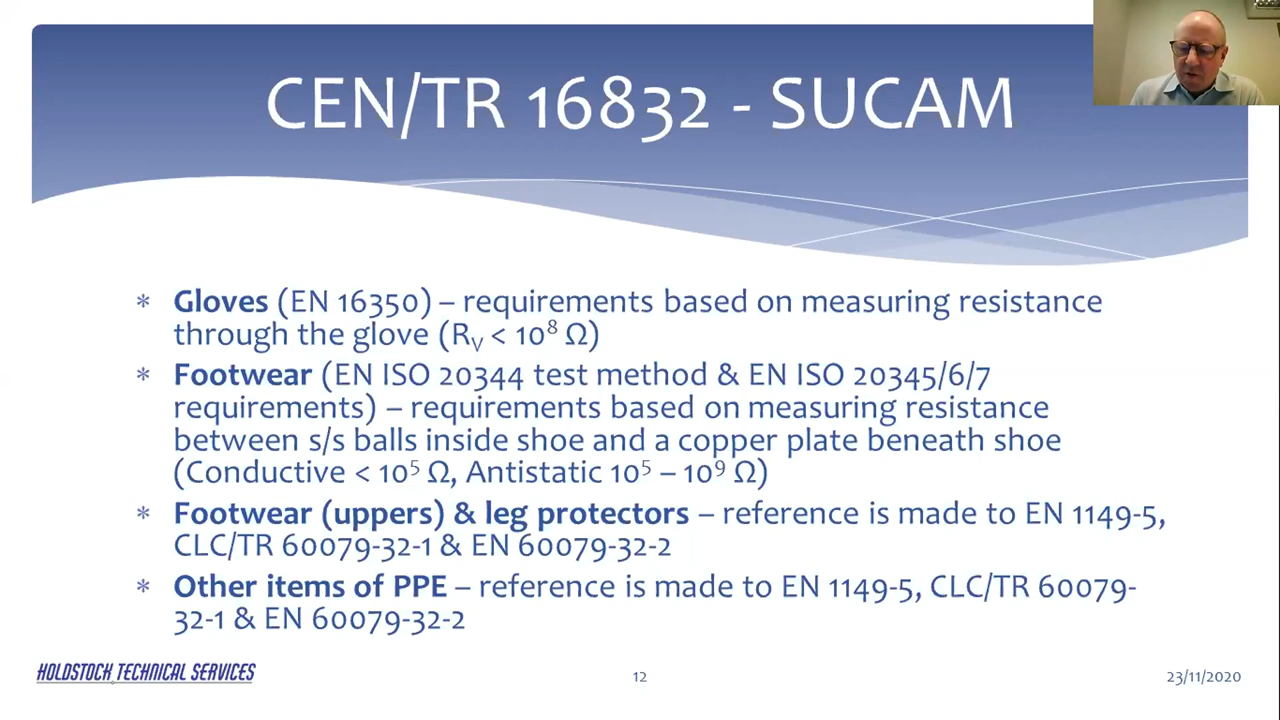 CEN/TR 16832 - SUCAM
* Gloves (EN 16350) – requirements based on measuring resistance
through the glove (RV < 10⁸ Ω)
* Footwear (EN ISO 20344 test method & EN ISO 20345/6/7
requirements) – requirements based on measuring resistance
between s/s balls inside shoe and a copper plate beneath shoe
(Conductive < 10⁵ Ω, Antistatic 10⁵ – 10⁹ Ω)
* Footwear (uppers) & leg protectors – reference is made to EN 1149-5,
CLC/TR 60079-32-1 & EN 60079-32-2
* Other items of PPE – reference is made to EN 1149-5, CLC/TR 60079-
32-1 & EN 60079-32-2
HOLDSTOCK TECHNICAL SERVICES
12
23/11/2020